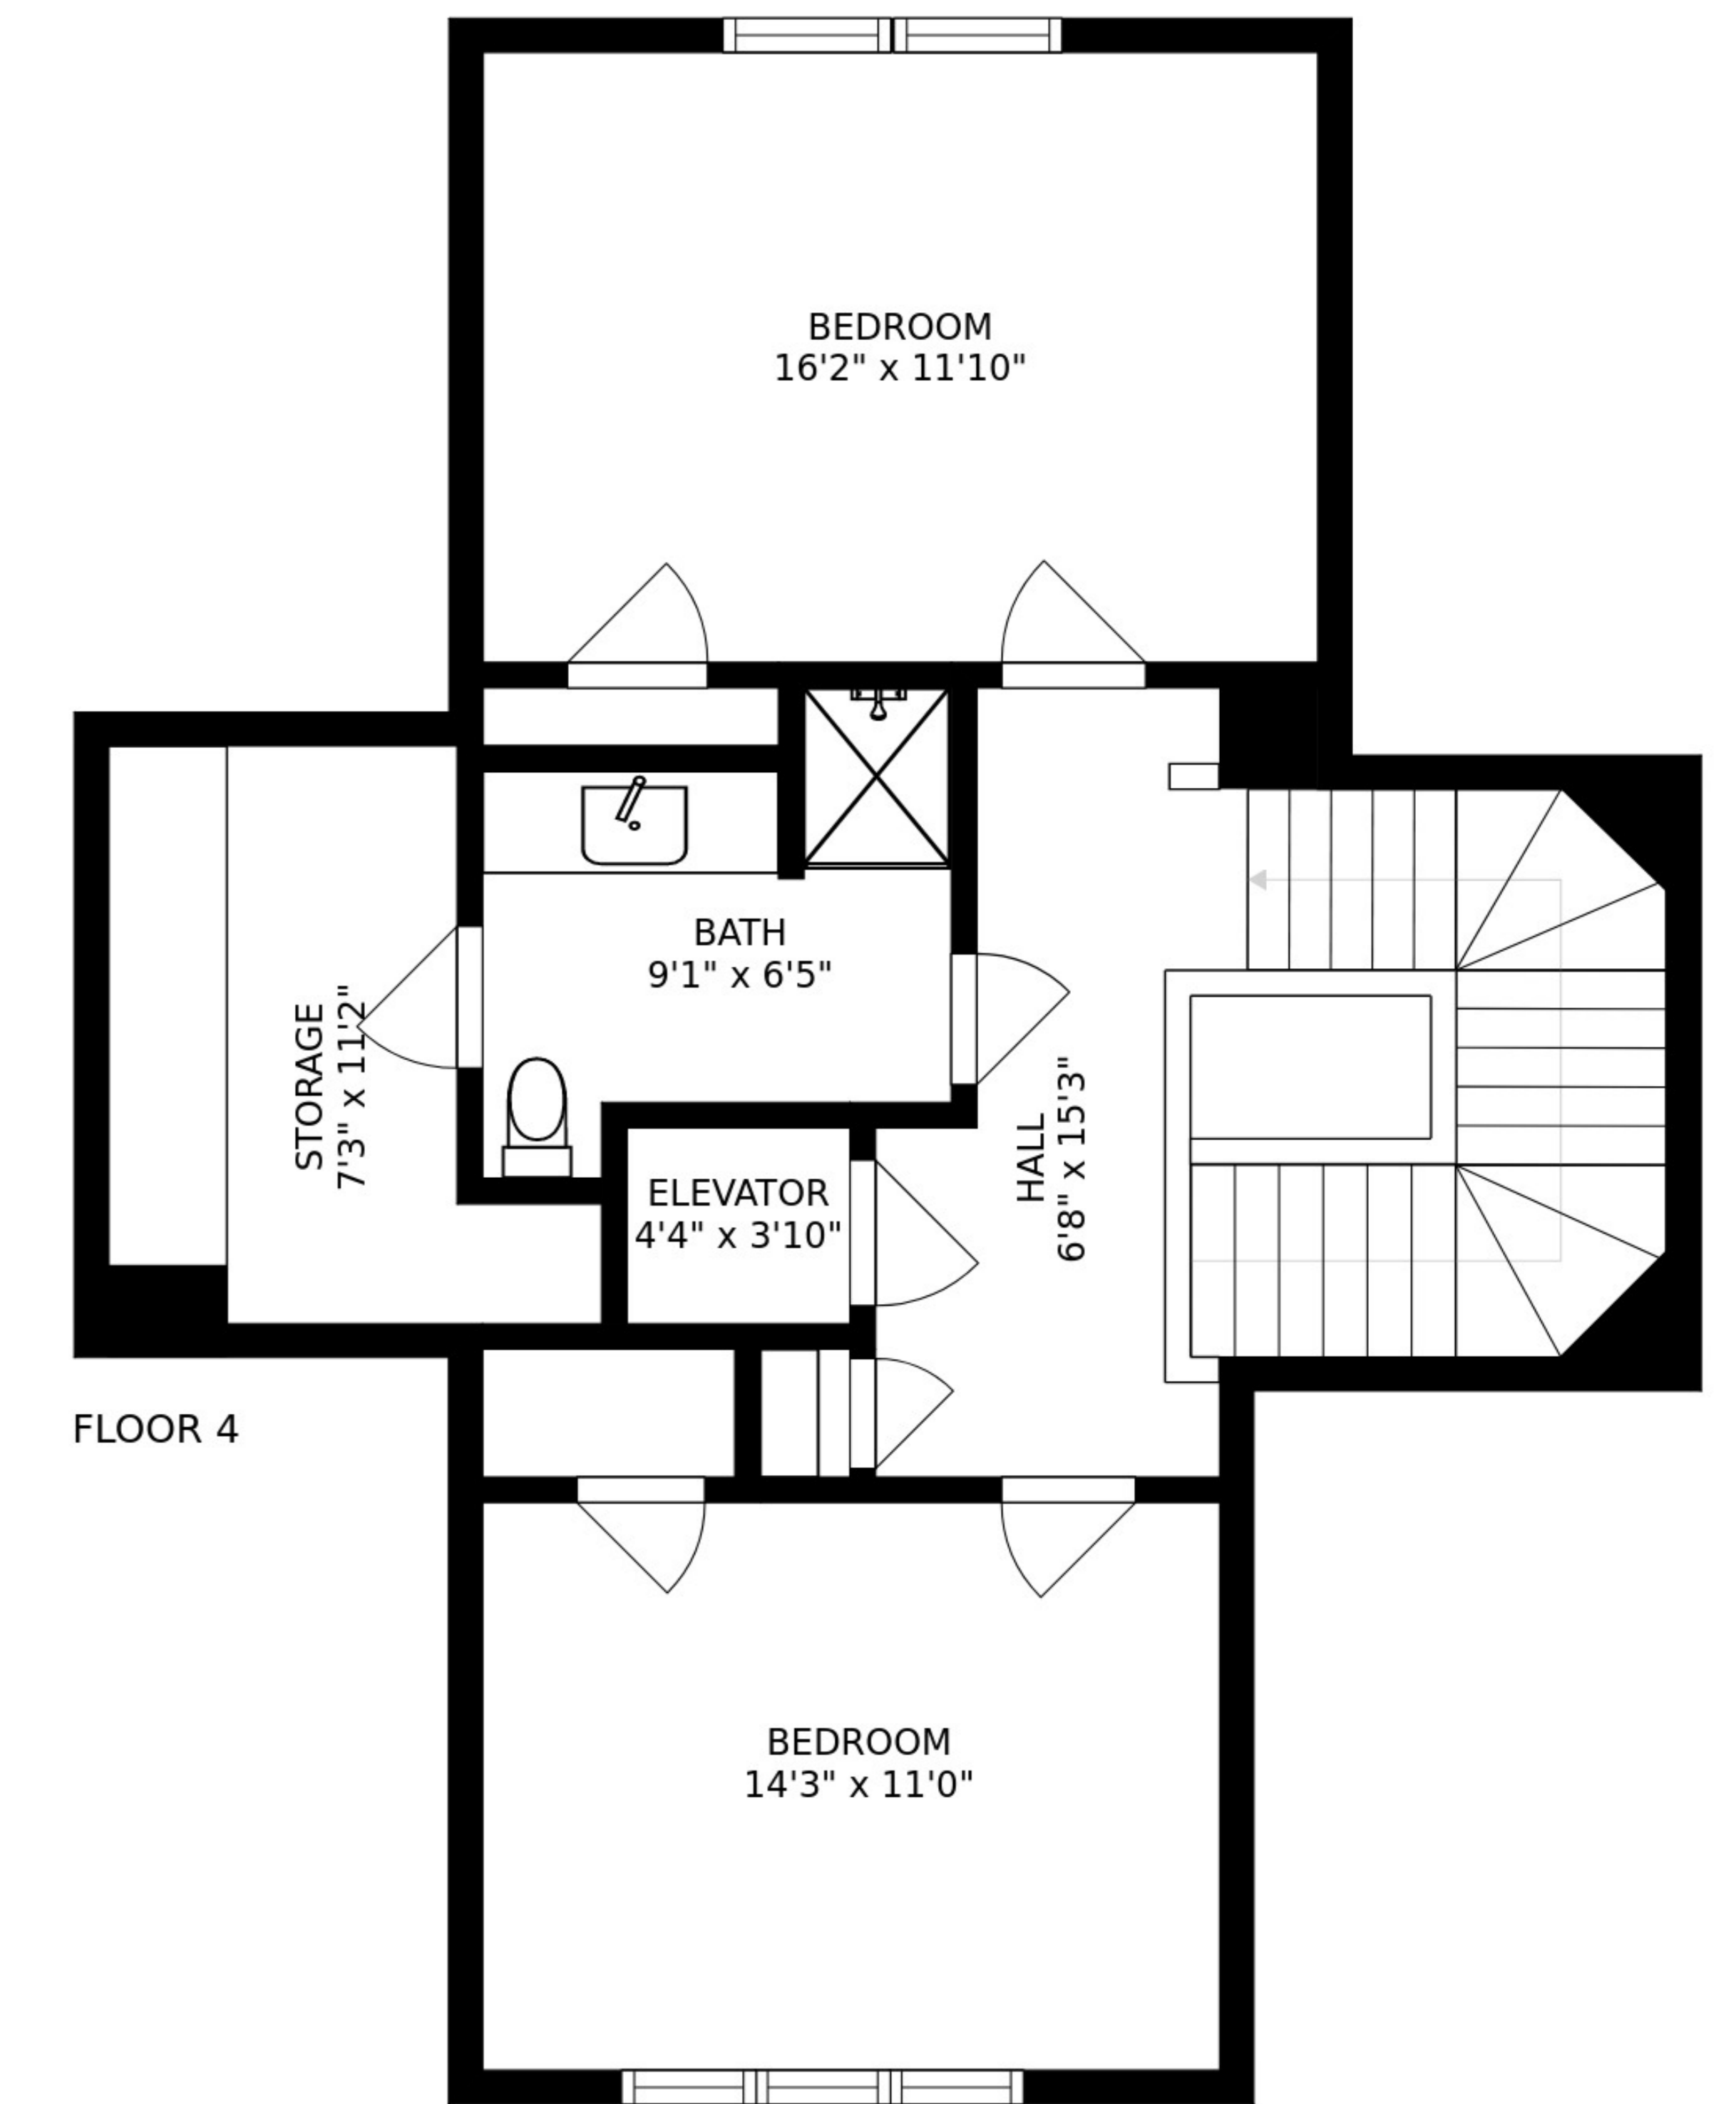 BEDROOM
16'2" x 11'10"
BATH
9'1" x 6'5"
STORAGE
7'3" x 11'2"
HALL
6'8" x 15'3"
ELEVATOR
4'4" x 3'10"
FLOOR 4
BEDROOM
14'3" x 11'0"